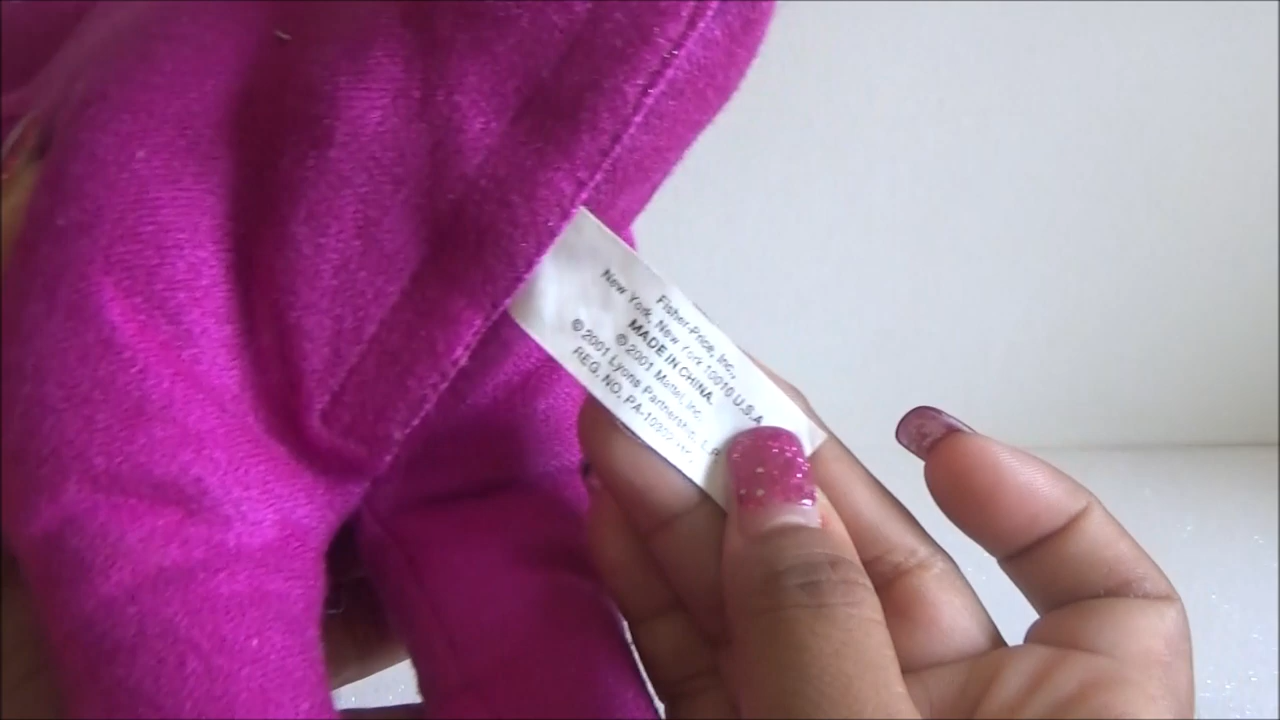 Fisher-Price, Inc.,
New York, New York 10010 U.S.A
MADE IN CHINA.
© 2001 Mattel, Inc.
© 2001 Lyons Partnership, L.P.
REG. NO. PA-